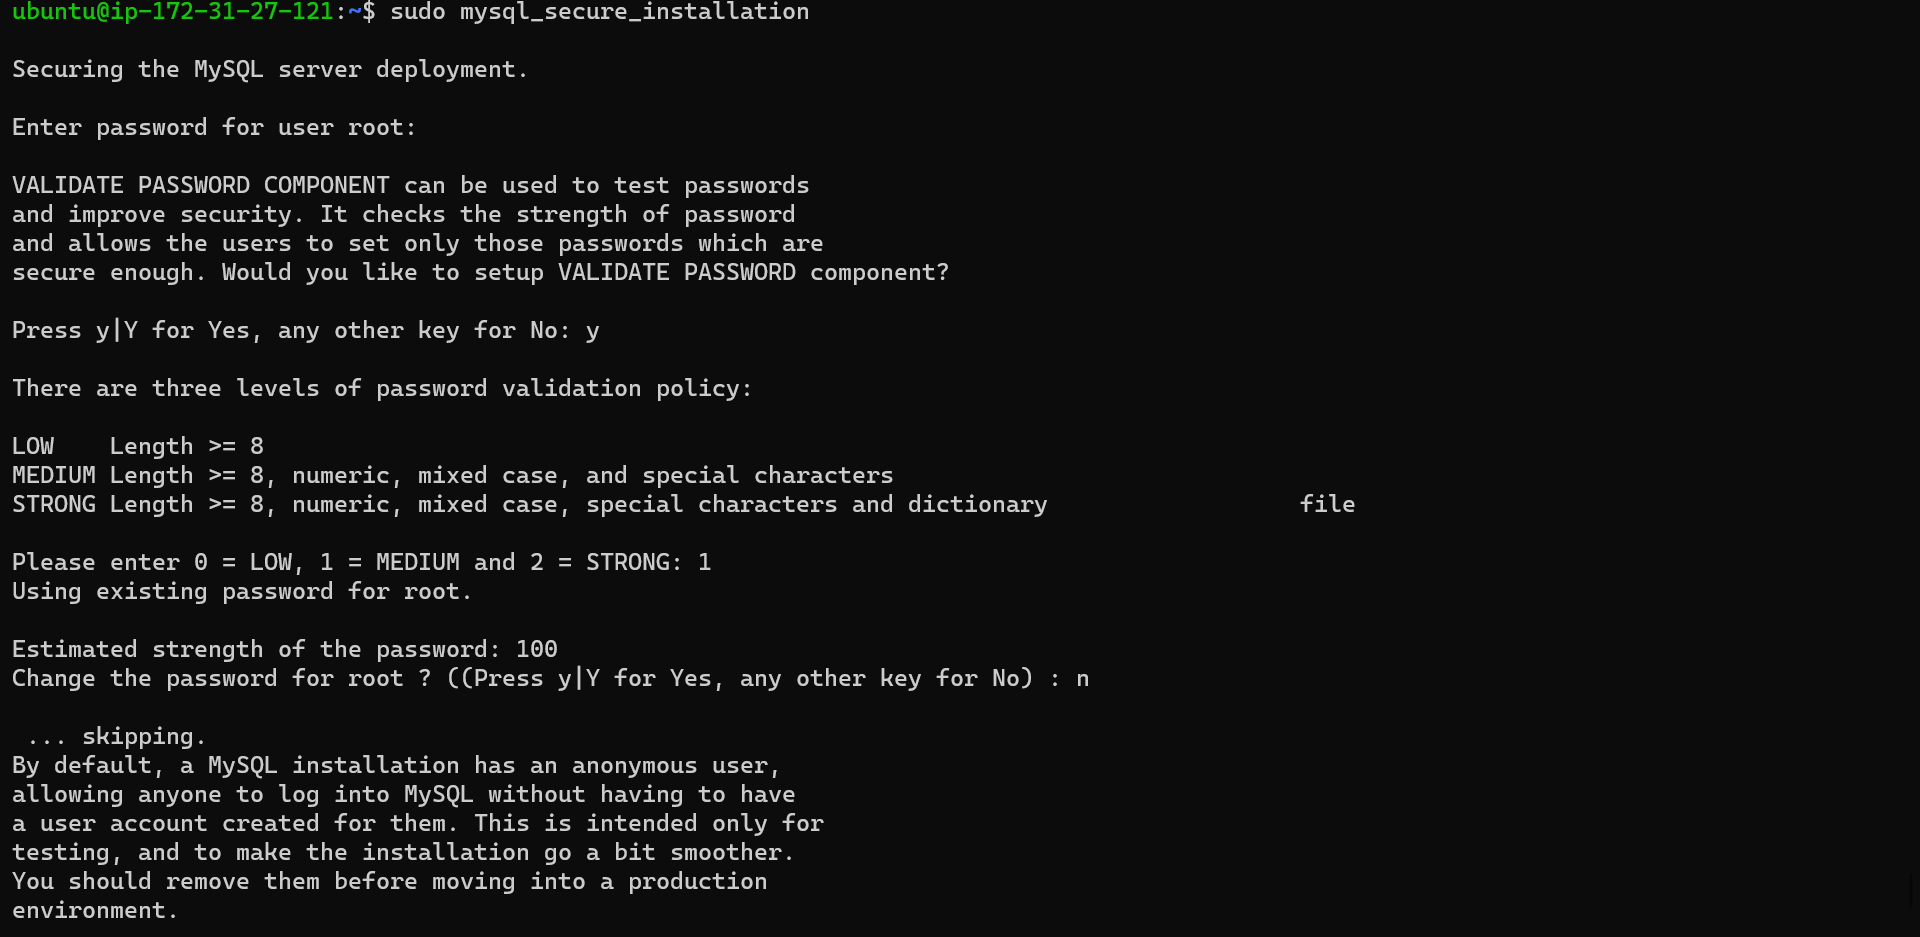 ubuntu@ip-172-31-27-121:~$ sudo mysql_secure_installation
Securing the MySQL server deployment.
Enter password for user root:
VALIDATE PASSWORD COMPONENT can be used to test passwords
and improve security. It checks the strength of password
and allows the users to set only those passwords which are
secure enough. Would you like to setup VALIDATE PASSWORD component?
Press y|Y for Yes, any other key for No: y
There are three levels of password validation policy:
LOW    Length >= 8
MEDIUM Length >= 8, numeric, mixed case, and special characters
STRONG Length >= 8, numeric, mixed case, special characters and dictionary                  file
Please enter 0 = LOW, 1 = MEDIUM and 2 = STRONG: 1
Using existing password for root.
Estimated strength of the password: 100
Change the password for root ? ((Press y|Y for Yes, any other key for No) : n
 ... skipping.
By default, a MySQL installation has an anonymous user,
allowing anyone to log into MySQL without having to have
a user account created for them. This is intended only for
testing, and to make the installation go a bit smoother.
You should remove them before moving into a production
environment.